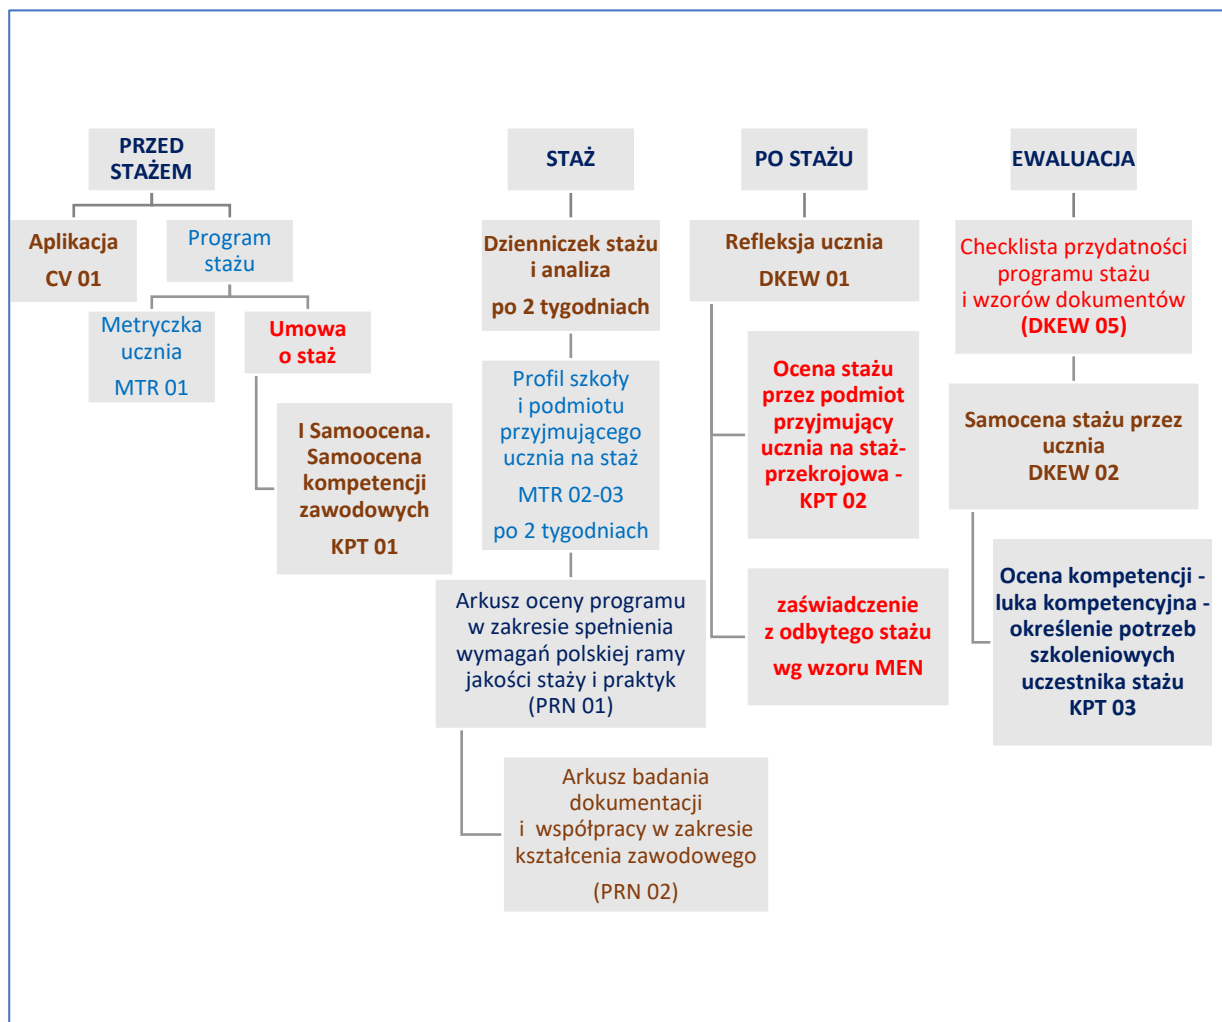 PRZED
STAŻEM
Aplikacja
CV 01
Program
stażu
Metryczka
ucznia
MTR 01
Umowa
o staż
I Samoocena.
Samoocena
kompetencji
zawodowych
KPT 01
STAŻ
Dzienniczek stażu
i analiza
po 2 tygodniach
Profil szkoły
i podmiotu
przyjmującego
ucznia na staż
MTR 02-03
po 2 tygodniach
Arkusz oceny programu
w zakresie spełnienia
wymagań polskiej ramy
jakości staży i praktyk
(PRN 01)
Arkusz badania
dokumentacji
i współpracy w zakresie
kształcenia zawodowego
(PRN 02)
PO STAŻU
Refleksja ucznia
DKEW 01
Ocena stażu
przez podmiot
przyjmujący
ucznia na staż-
przekrojowa -
KPT 02
zaświadczenie
z odbytego stażu
wg wzoru MEN
EWALUACJA
Checklista przydatności
programu stażu
i wzorów dokumentów
(DKEW 05)
Samocena stażu przez
ucznia
DKEW 02
Ocena kompetencji -
luka kompetencyjna -
określenie potrzeb
szkoleniowych
uczestnika stażu
KPT 03